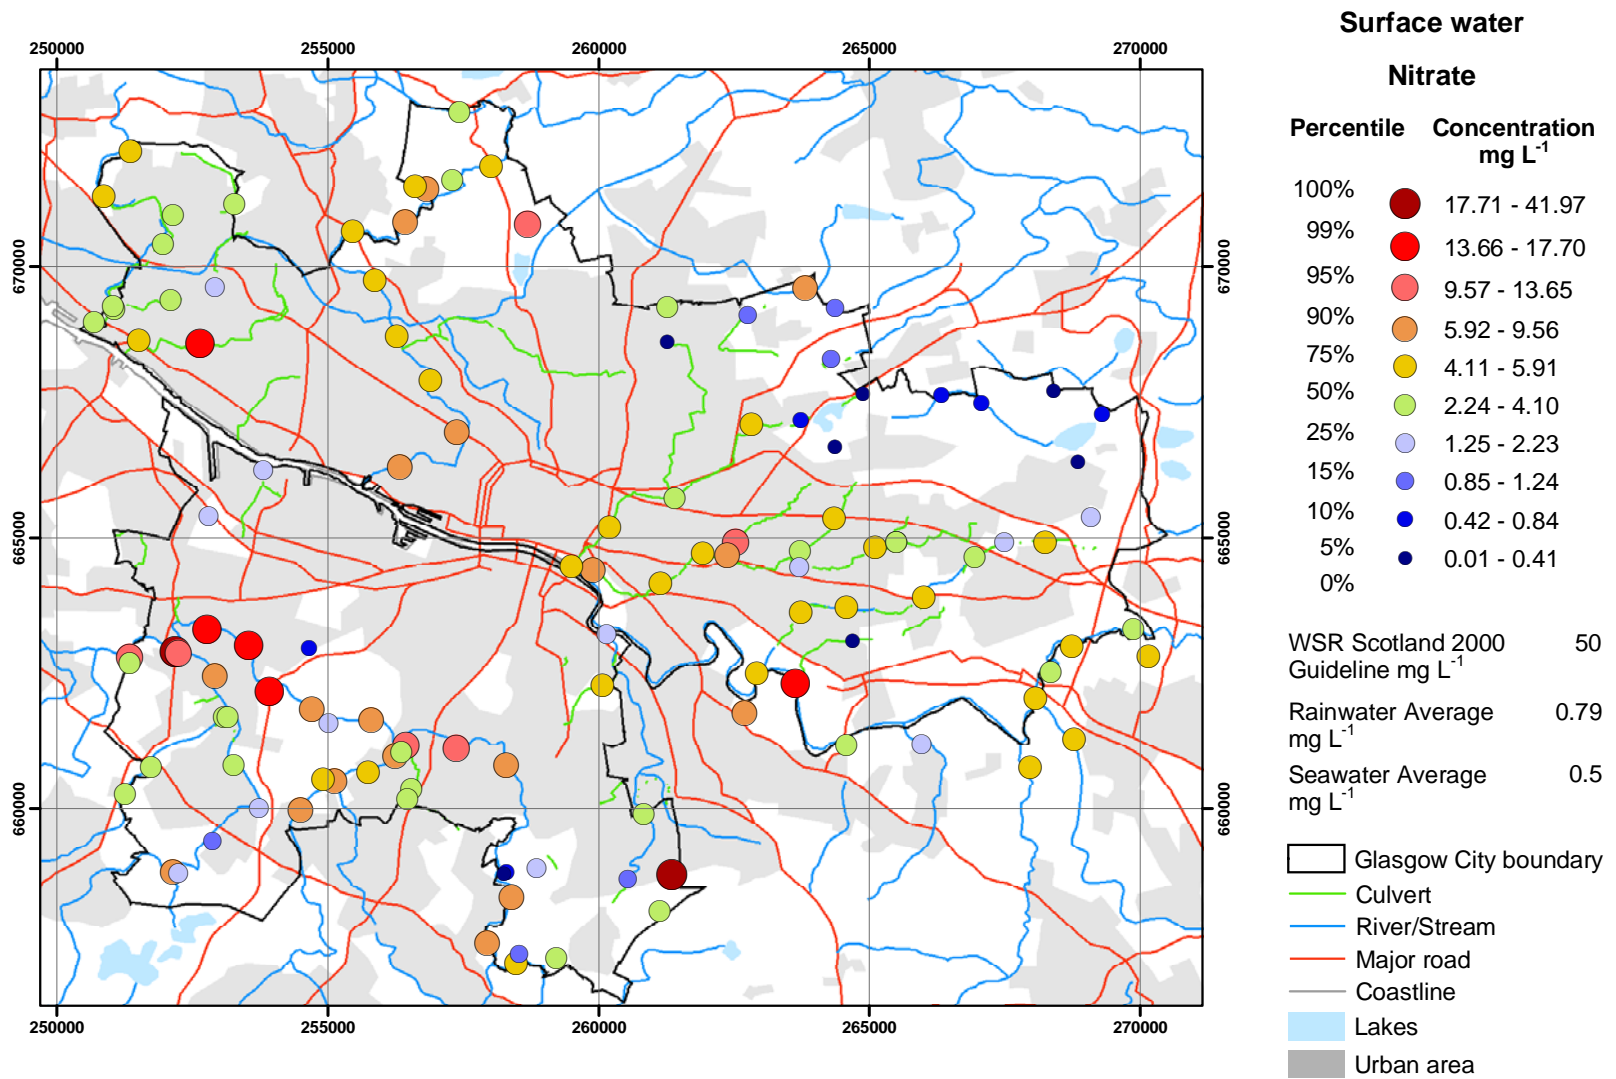 250000
255000
260000
265000
270000
670000
665000
660000
670000
665000
660000
250000
255000
260000
265000
270000
Surface water
Nitrate
Percentile Concentration
mg L-1
100%
17.71 - 41.97
99%
13.66 - 17.70
95%
9.57 - 13.65
90%
5.92 - 9.56
75%
4.11 - 5.91
50%
2.24 - 4.10
25%
1.25 - 2.23
15%
0.85 - 1.24
10%
0.42 - 0.84
5%
0.01 - 0.41
0%
WSR Scotland 2000 50
Guideline mg L-1
Rainwater Average 0.79
mg L-1
Seawater Average 0.5
mg L-1
Glasgow City boundary
Culvert
River/Stream
Major road
Coastline
Lakes
Urban area